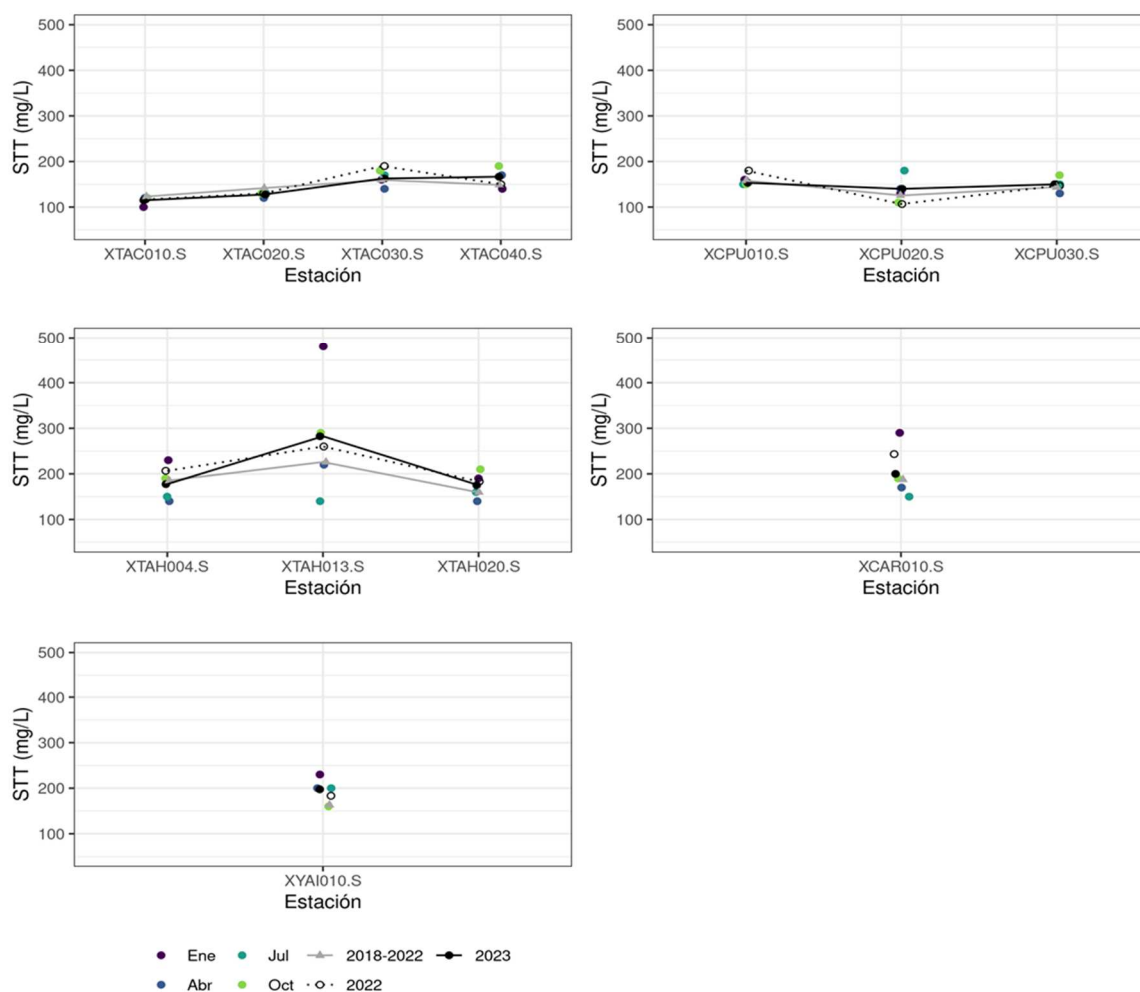 500
400
300
200
100
STT (mg/L)
XTAC010.S XTAC020.S XTAC030.S XTAC040.S
Estación
500
400
300
200
100
STT (mg/L)
XCPU010.S XCPU020.S XCPU030.S
Estación
500
400
300
200
100
STT (mg/L)
XTAH004.S XTAH013.S XTAH020.S
Estación
500
400
300
200
100
STT (mg/L)
XCAR010.S
Estación
500
400
300
200
100
STT (mg/L)
XYAI010.S
Estación
Ene Jul 2018-2022 2023
Abr Oct 2022